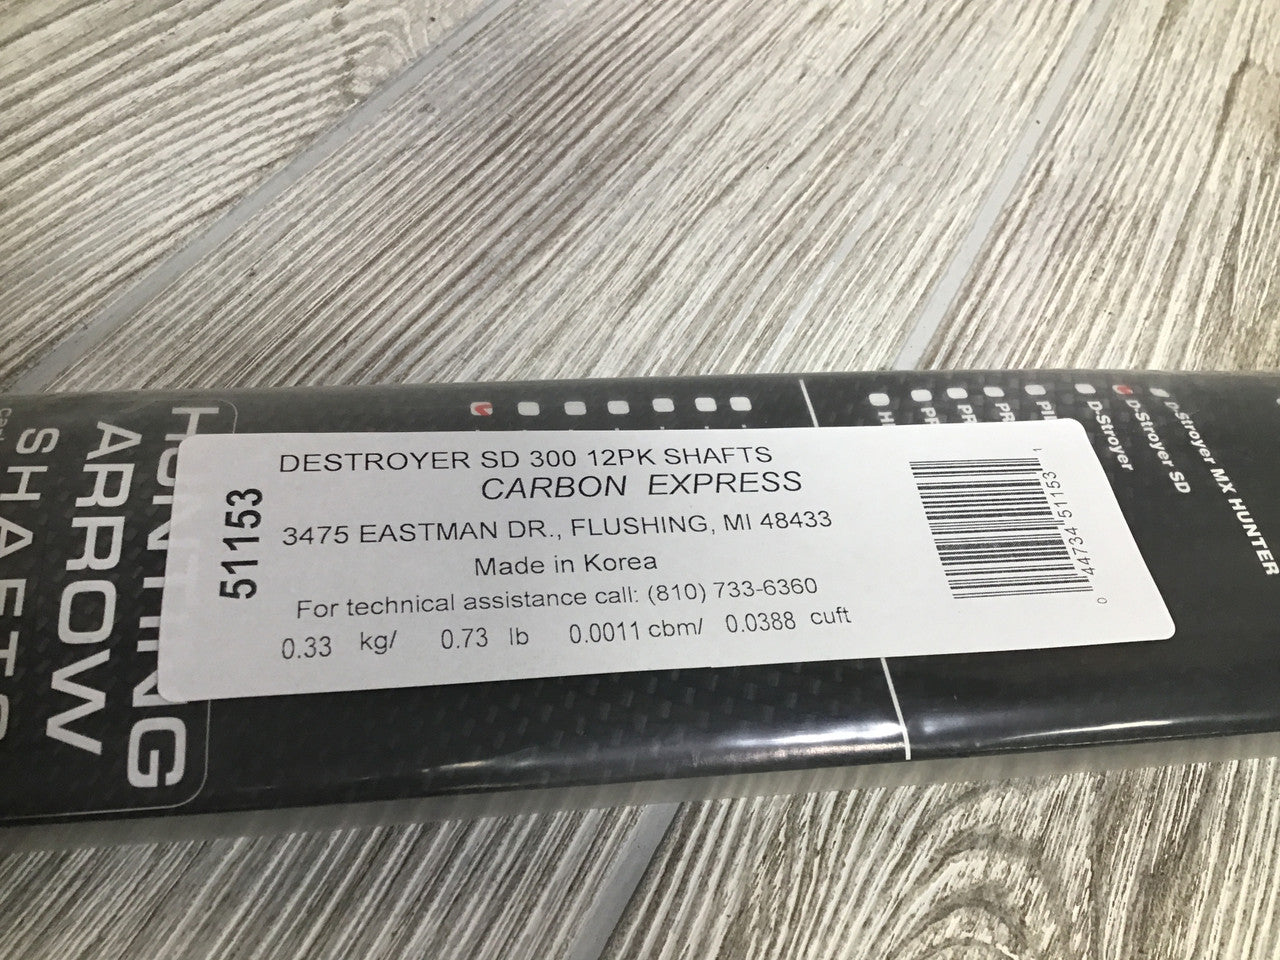 DESTROYER SD 300 12PK SHAFTS
CARBON EXPRESS
3475 EASTMAN DR., FLUSHING, MI 48433
Made in Korea
For technical assistance call: (810) 733-6360
0.33 kg/ 0.73 lb 0.0011 cbm/ 0.0388 cuft
51153
0 44734 51153 1
HUNTING
ARROW
SHAFTS
D-Stroyer
D-Stroyer SD
D-Stroyer MX HUNTER